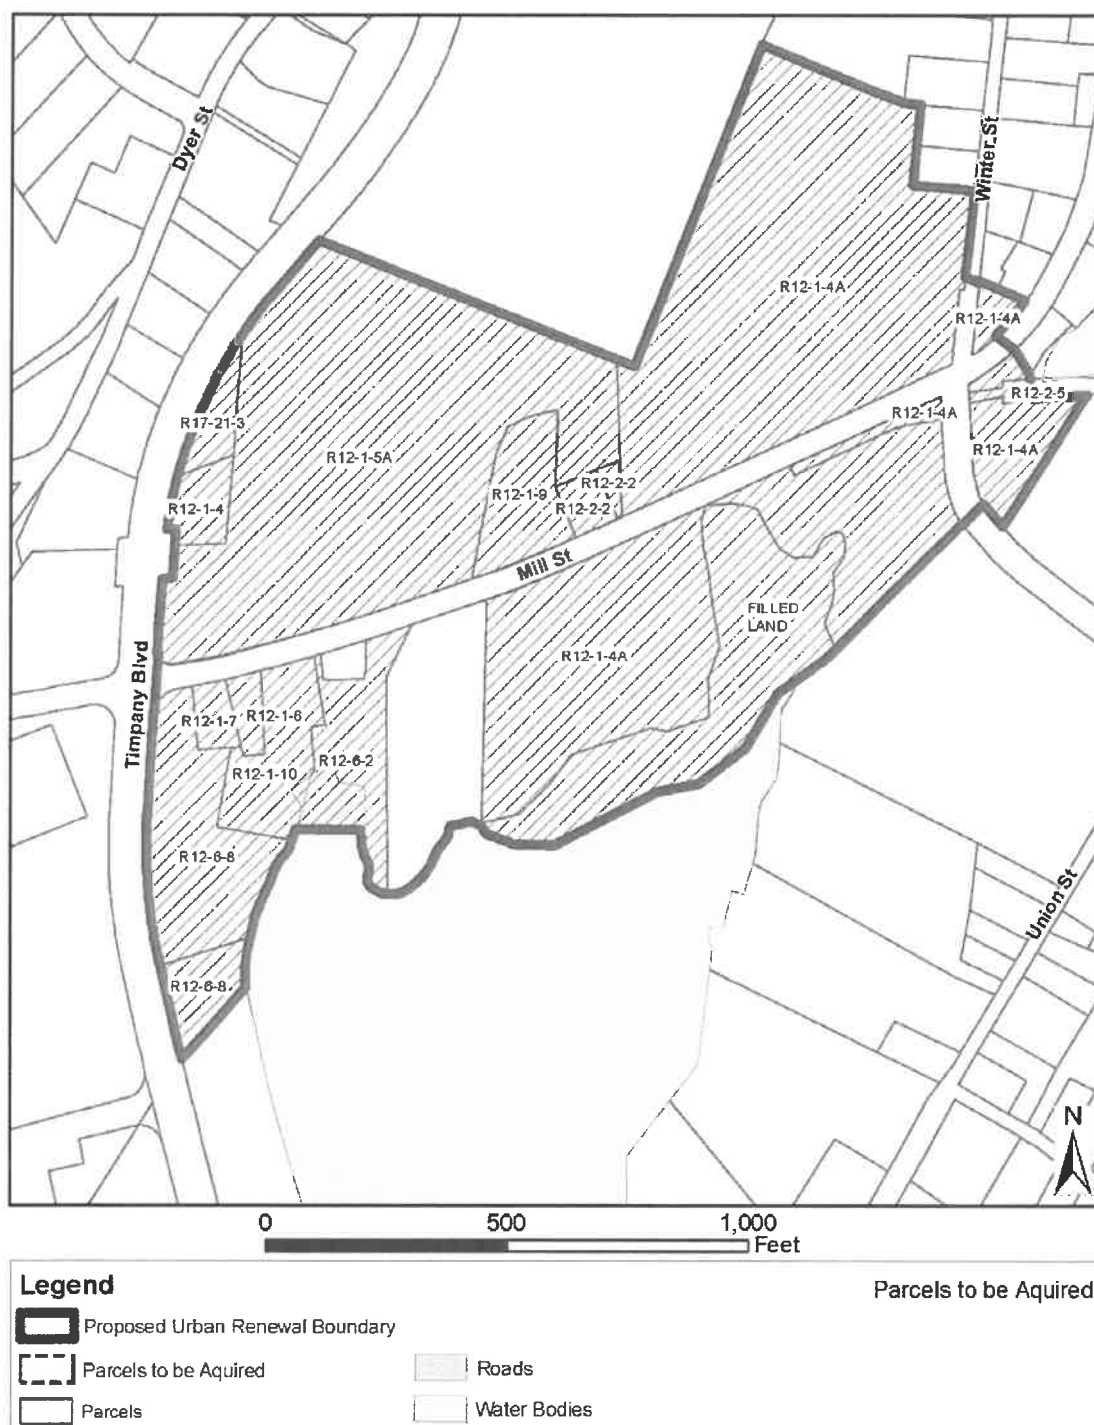 Dyer St
Winter St
R12-1-4A
R12-1-4A
R17-21-3
R12-2-5
R12-1-4A
R12-1-5A
R12-1-4A
R12-2-2
R12-1-9
R12-1-4
R12-2-2
Mill St
FILLED
LAND
R12-1-4A
Timpany Blvd
R12-1-7
R12-1-6
R12-6-2
R12-1-10
R12-6-8
Union St
R12-6-8
N
0
500
1,000
Feet
Legend
Parcels to be Aquired
Proposed Urban Renewal Boundary
Parcels to be Aquired
Roads
Parcels
Water Bodies